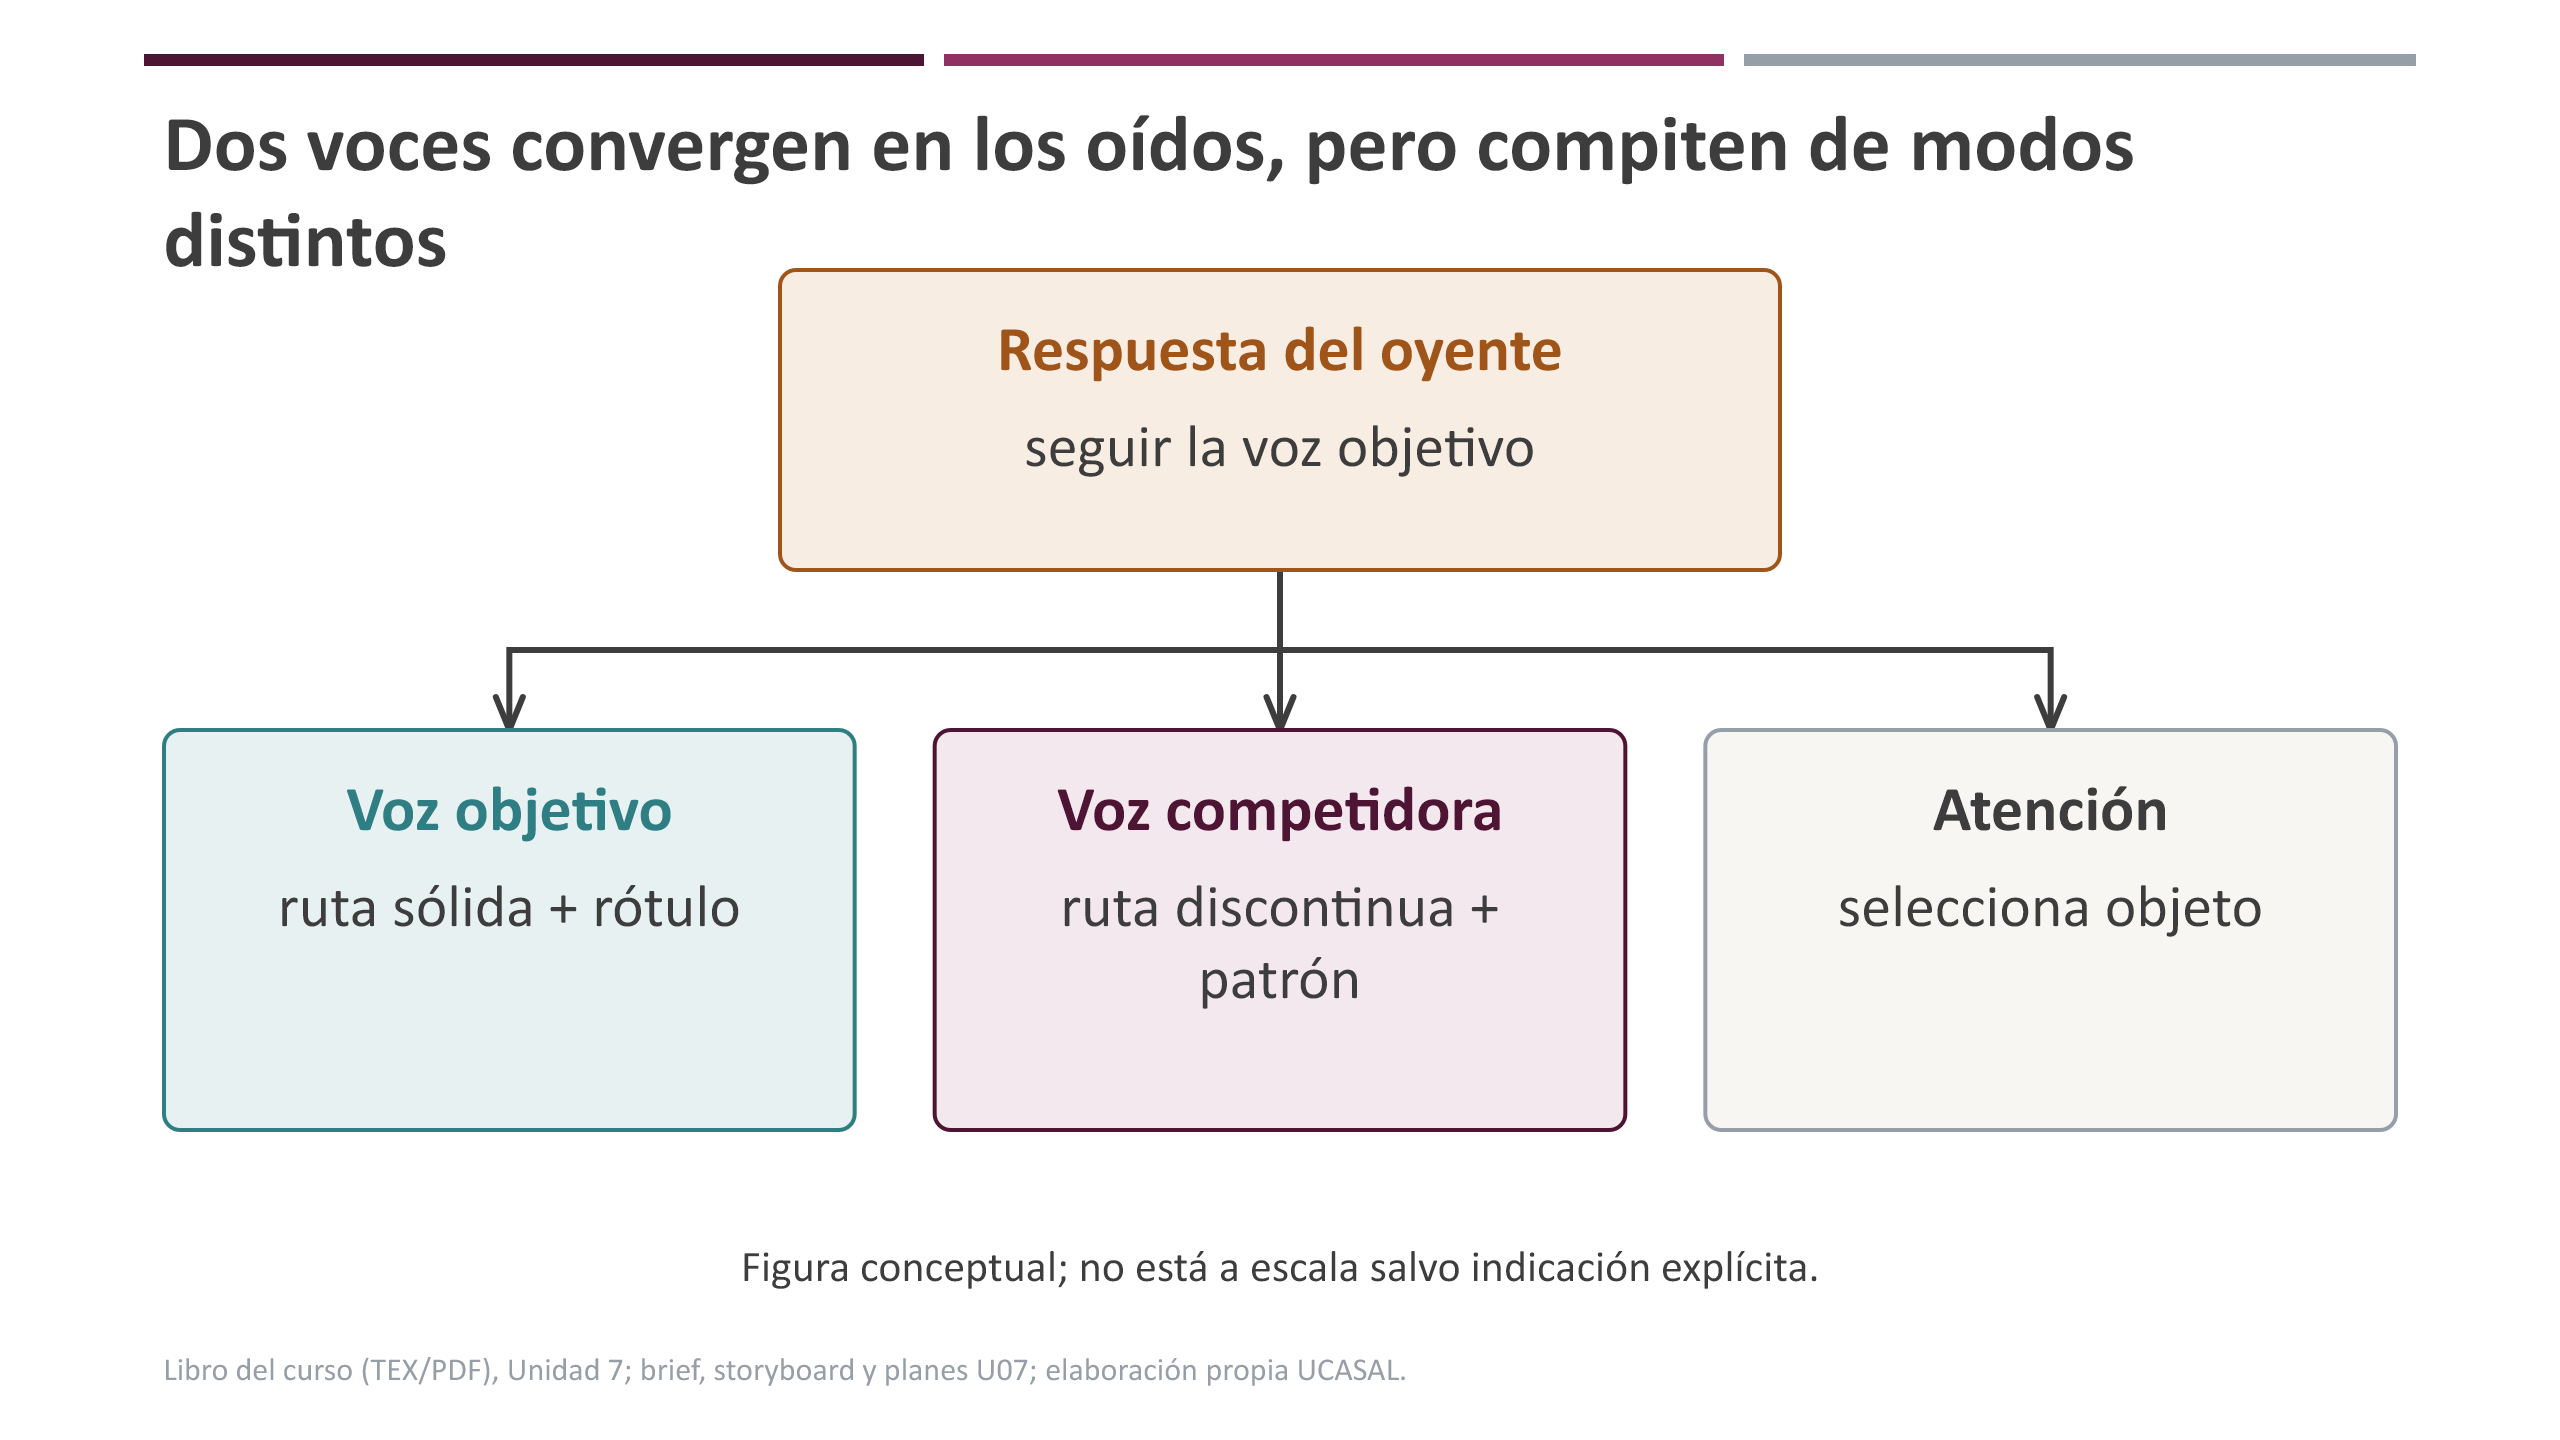 Dos voces convergen en los oídos, pero compiten de modos
distintos
Respuesta del oyente
seguir la voz objetivo
Voz objetivo
ruta sólida + rótulo
Voz competidora
ruta discontinua +
patrón
Atención
selecciona objeto
Figura conceptual; no está a escala salvo indicación explícita.
Libro del curso (TEX/PDF), Unidad 7; brief, storyboard y planes U07; elaboración propia UCASAL.